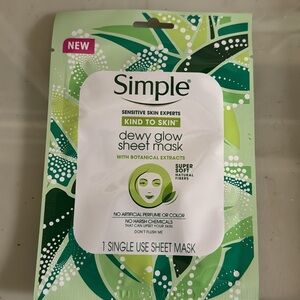 NEW
Simple®
SENSITIVE SKIN EXPERTS
KIND TO SKIN™
dewy glow
sheet mask
WITH BOTANICAL EXTRACTS
SUPER
SOFT
NATURAL
FIBERS
NO ARTIFICIAL PERFUME OR COLOR
NO HARSH CHEMICALS
THAT CAN UPSET YOUR SKIN
DON'T FLUSH ME
1 SINGLE USE SHEET MASK